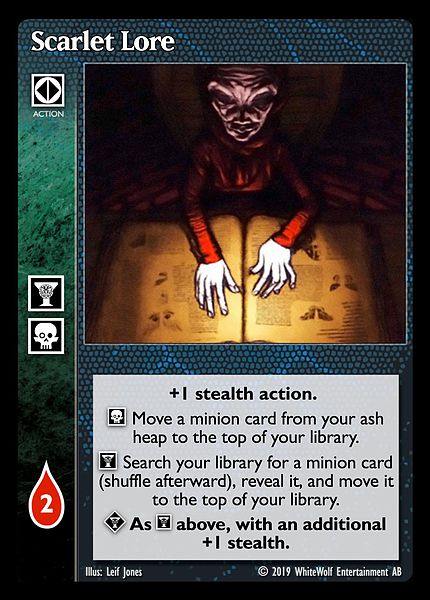 Scarlet Lore
ACTION
+1 stealth action.
Move a minion card from your ash
heap to the top of your library.
Search your library for a minion card
(shuffle afterward), reveal it, and move it
to the top of your library.
As above, with an additional
+1 stealth.
2
Illus: Leif Jones © 2019 WhiteWolf Entertainment AB